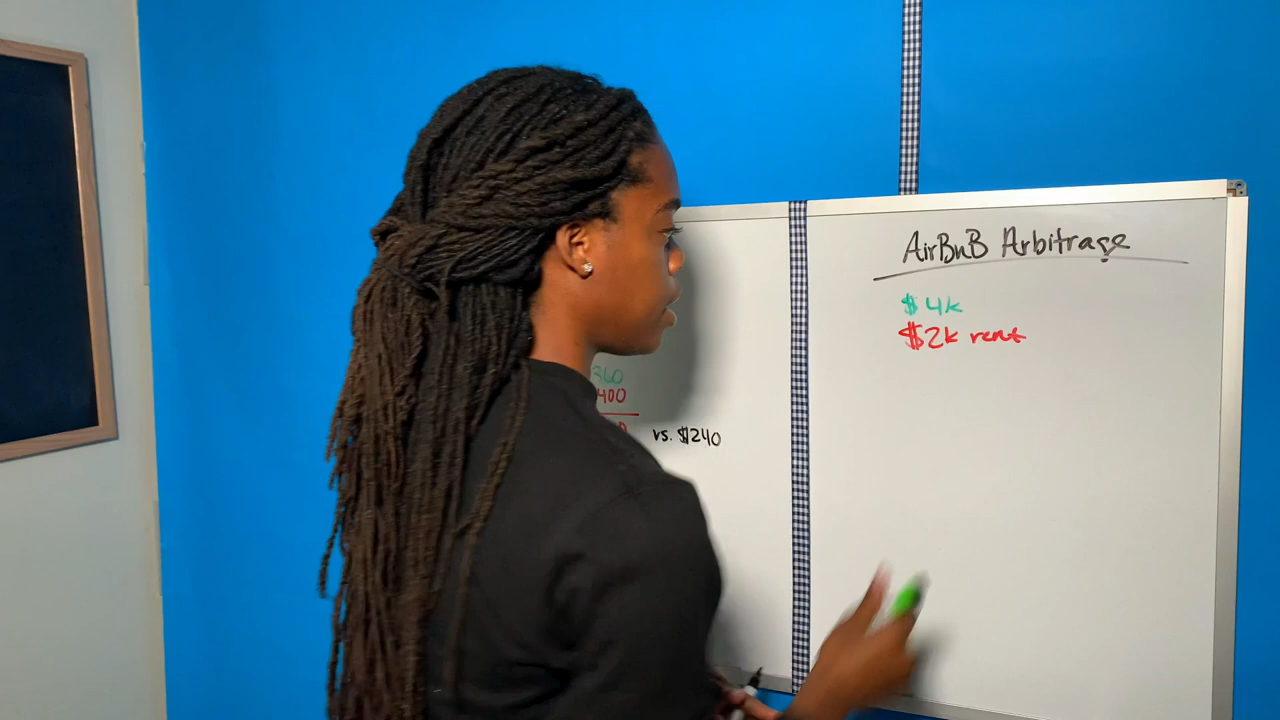 360
400
vs. $240
AirBnB Arbitrage
$4k
$2k rent